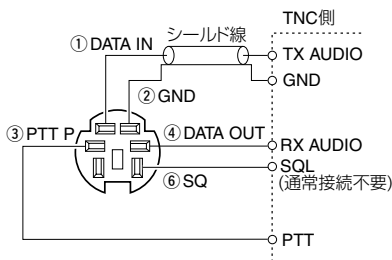 TNC側
シールド線
①DATA IN
TX AUDIO
GND
②GND
③PTT P
④DATA OUT
RX AUDIO
SQL
(通常接続不要)
⑥SQ
PTT